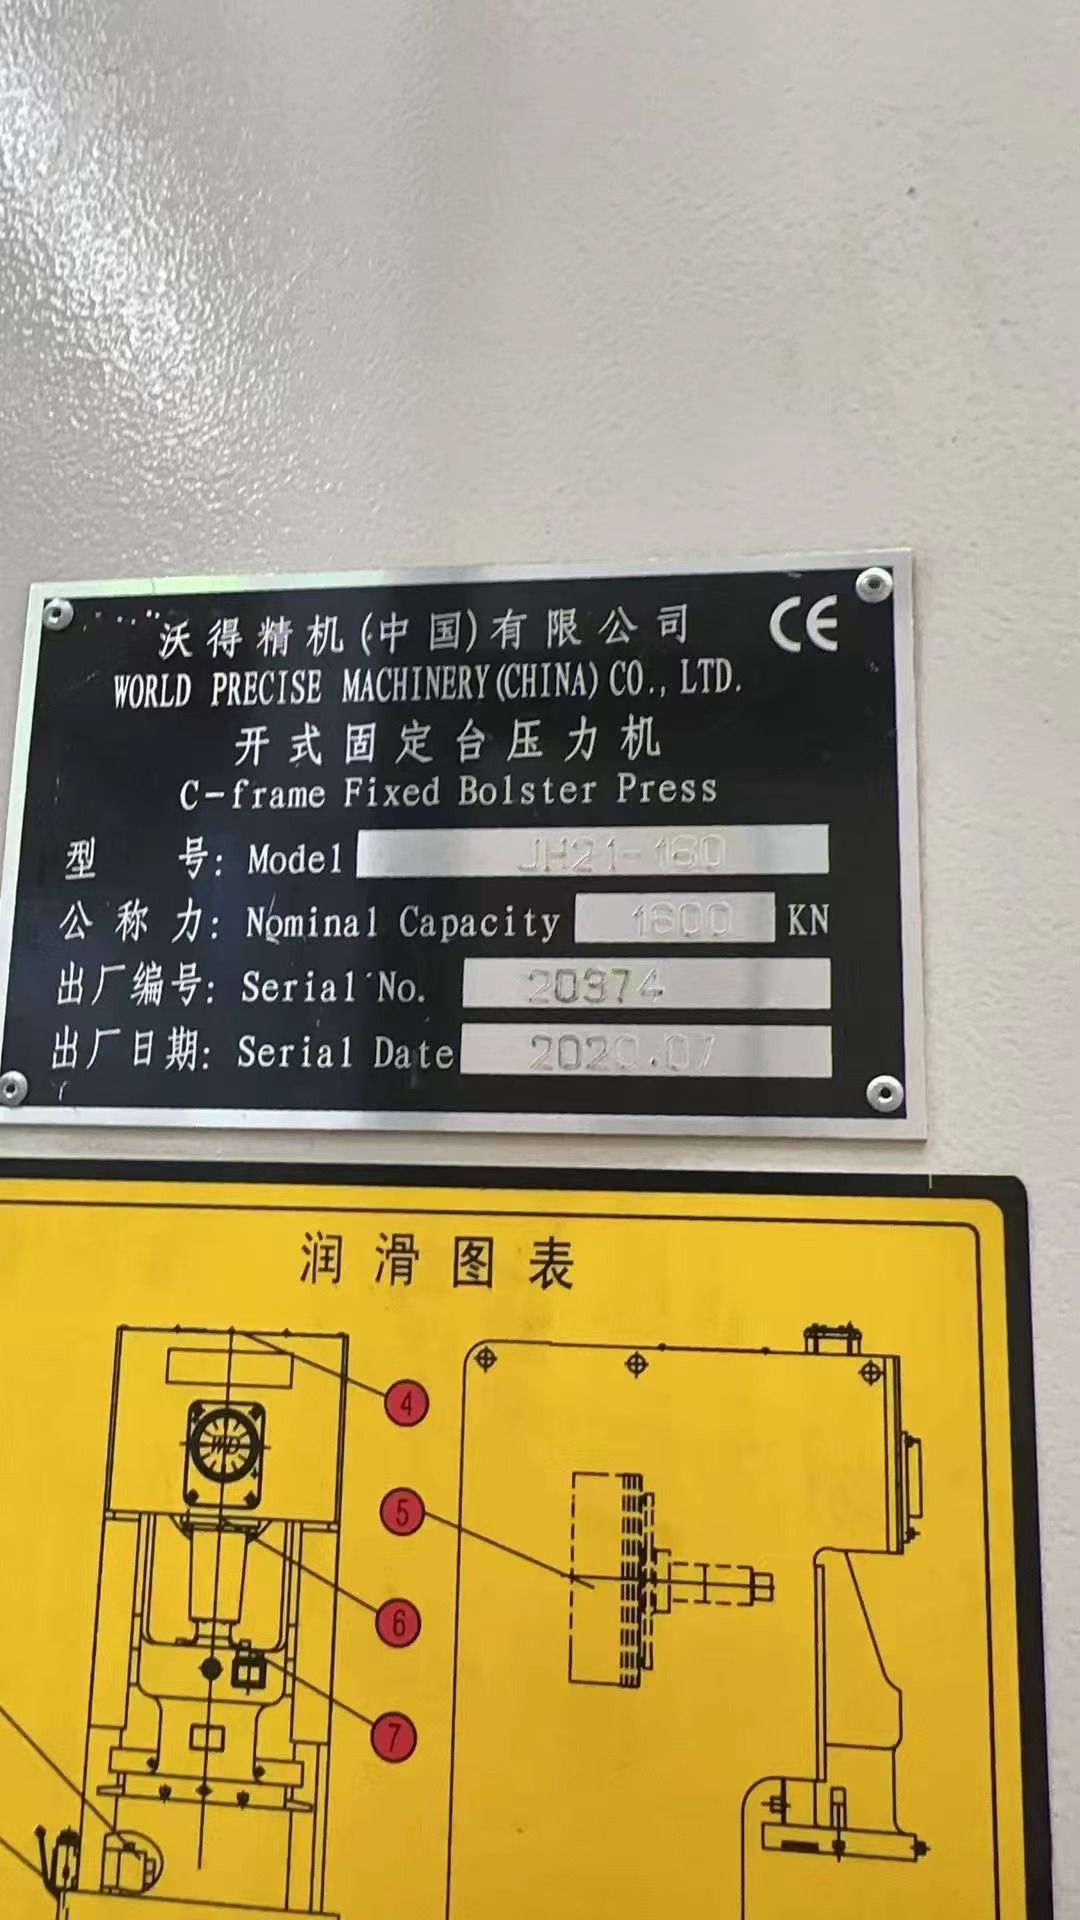 沃得精机(中国)有限公司 CE
WORLD PRECISE MACHINERY(CHINA)CO., LTD.
开式固定台压力机
C-frame Fixed Bolster Press
型 号: Model JH21-160
公称力: Nominal Capacity 1600 KN
出厂编号: Serial No. 20374
出厂日期: Serial Date 2020.07
润滑图表
4
WD
5
6
7